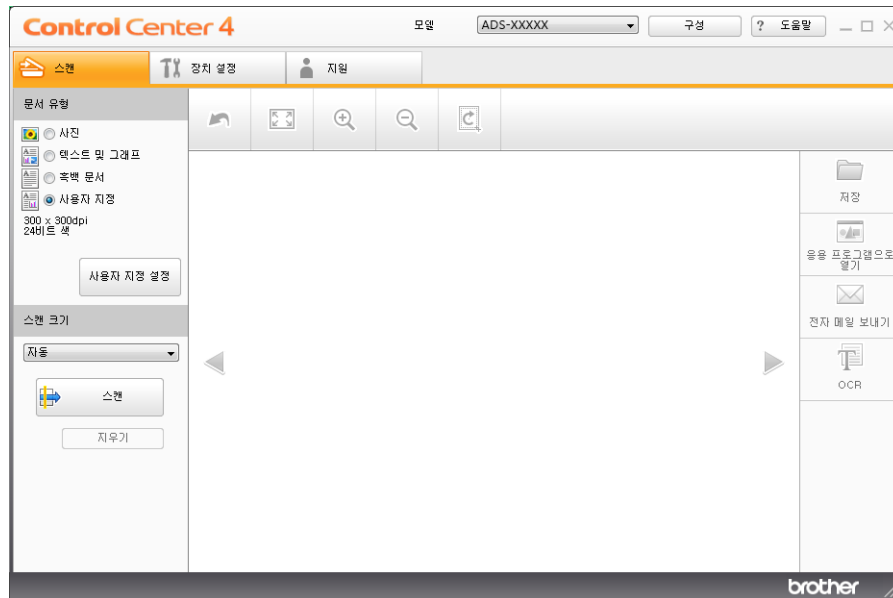 Control Center 4
모델
ADS-XXXXX
구성
? 도움말
스캔
장치 설정
지원
문서 유형
사진
텍스트 및 그래프
흑백 문서
사용자 지정
300 x 300dpi
24비트 색
사용자 지정 설정
스캔 크기
자동
스캔
지우기
저장
응용 프로그램으로
열기
전자 메일 보내기
OCR
brother